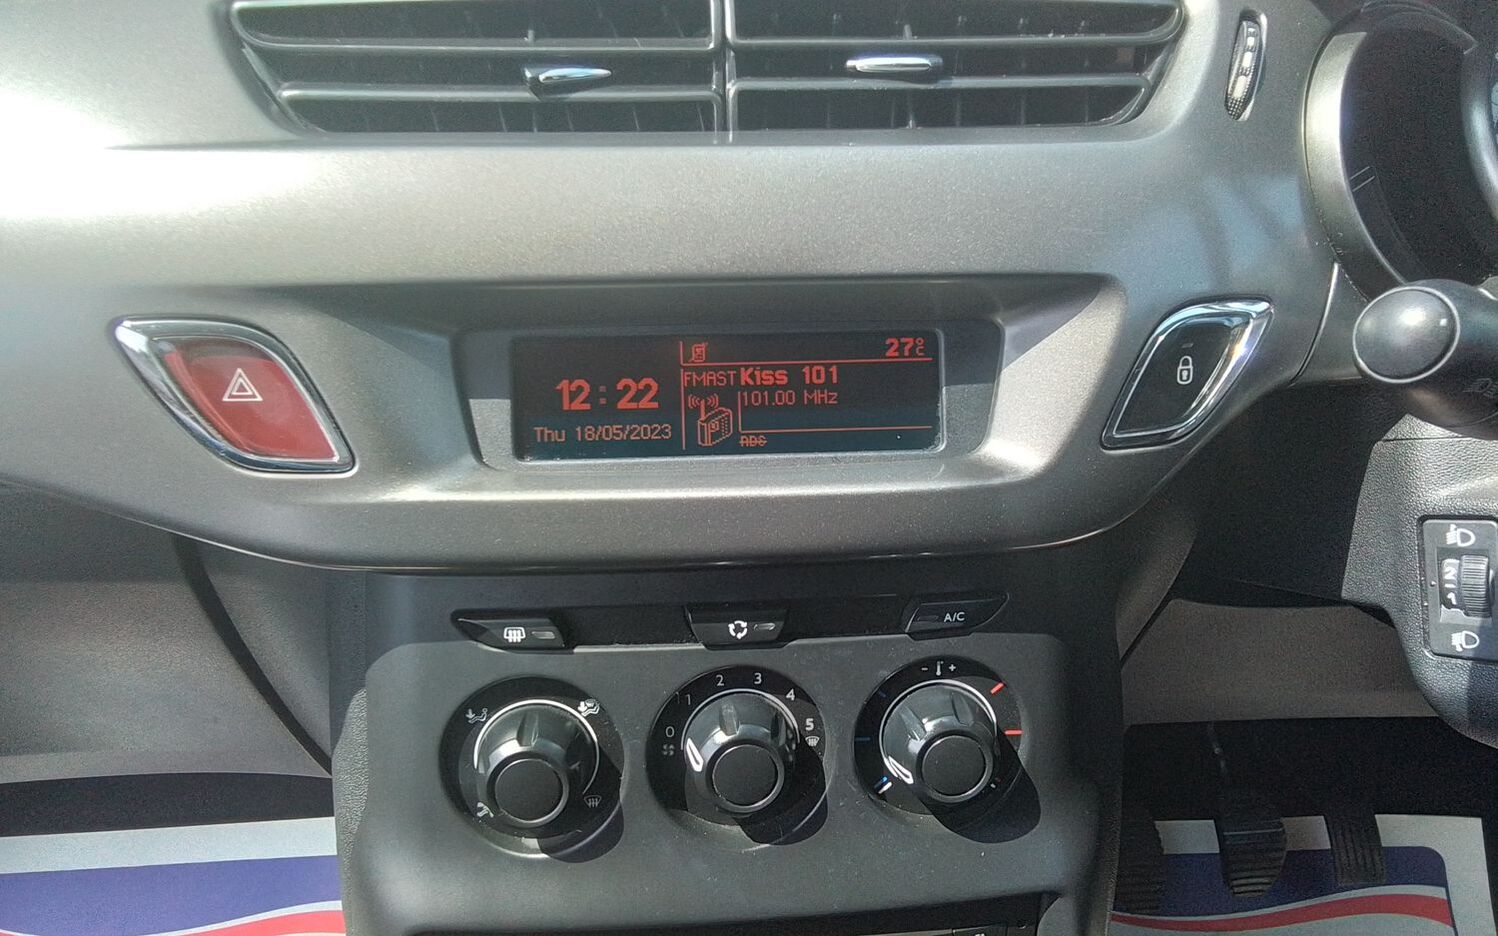 27°C
FMAST Kiss 101
12:22
101.00 MHz
Thu 18/05/2023
RDS
A/C
0 1 2 3 4 5
- +